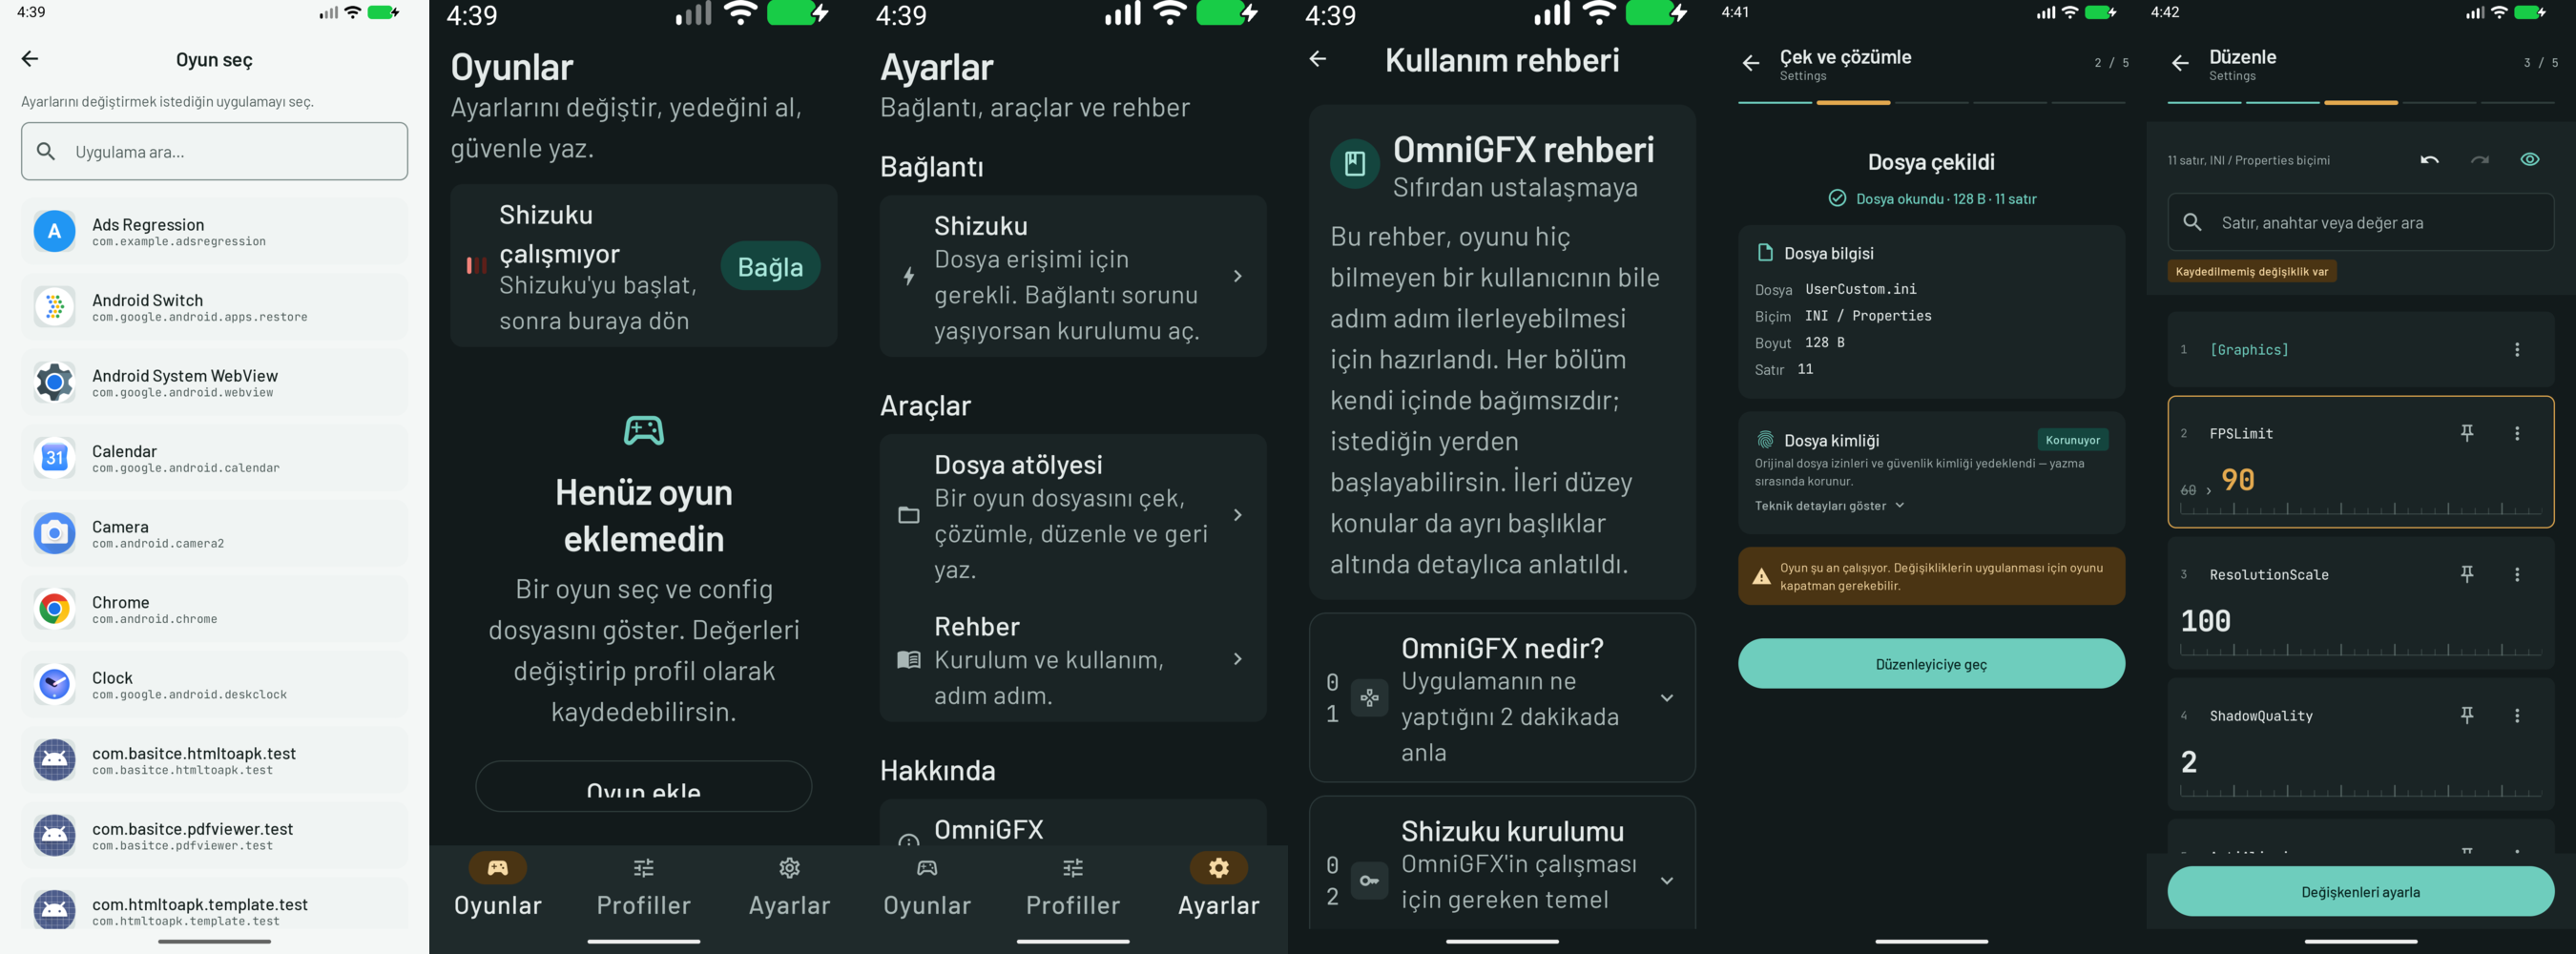 4:39
Oyun seç
Ayarlarını değiştirmek istediğin uygulamayı seç.
Uygulama ara...
A
Ads Regression
com.example.adsregression
Android Switch
com.google.android.apps.restore
Android System WebView
com.google.android.webview
31
Calendar
com.google.android.calendar
Camera
com.android.camera2
Chrome
com.android.chrome
Clock
com.google.android.deskclock
com.basitce.htmltoapk.test
com.basitce.htmltoapk.test
com.basitce.pdfviewer.test
com.basitce.pdfviewer.test
com.htmltoapk.template.test
com.htmltoapk.template.test
4:39
Oyunlar
Ayarlarını değiştir, yedeğini al,
güvenle yaz.
Shizuku
çalışmıyor
Shizuku'yu başlat,
sonra buraya dön
Bağla
Henüz oyun
eklemedin
Bir oyun seç ve config
dosyasını göster. Değerleri
değiştirip profil olarak
kaydedebilirsin.
Oyun ekle
Oyunlar
Profiller
Ayarlar
4:39
Ayarlar
Bağlantı, araçlar ve rehber
Bağlantı
Shizuku
Dosya erişimi için
gerekli. Bağlantı sorunu
yaşıyorsan kurulumu aç.
Araçlar
Dosya atölyesi
Bir oyun dosyasını çek,
çözümle, düzenle ve geri
yaz.
Rehber
Kurulum ve kullanım,
adım adım.
Hakkında
OmniGFX
Oyunlar
Profiller
Ayarlar
4:39
Kullanım rehberi
OmniGFX rehberi
Sıfırdan ustalaşmaya
Bu rehber, oyunu hiç
bilmeyen bir kullanıcının bile
adım adım ilerleyebilmesi
için hazırlandı. Her bölüm
kendi içinde bağımsızdır;
istediğin yerden
başlayabilirsin. İleri düzey
konular da ayrı başlıklar
altında detaylıca anlatıldı.
0
1
OmniGFX nedir?
Uygulamanın ne
yaptığını 2 dakikada
anla
0
2
Shizuku kurulumu
OmniGFX'in çalışması
için gereken temel
4:41
Çek ve çözümle
Settings
2 / 5
Dosya çekildi
Dosya okundu · 128 B · 11 satır
Dosya bilgisi
Dosya UserCustom.ini
Biçim INI / Properties
Boyut 128 B
Satır 11
Dosya kimliği
Korunuyor
Orijinal dosya izinleri ve güvenlik kimliği yedeklendi — yazma
sırasında korunur.
Teknik detayları göster
Oyun şu an çalışıyor. Değişikliklerin uygulanması için oyunu
kapatman gerekebilir.
Düzenleyiciye geç
4:42
Düzenle
Settings
3 / 5
11 satır, INI / Properties biçimi
Satır, anahtar veya değer ara
Kaydedilmemiş değişiklik var
1 [Graphics]
2 FPSLimit
60 › 90
3 ResolutionScale
100
4 ShadowQuality
2
Değişkenleri ayarla